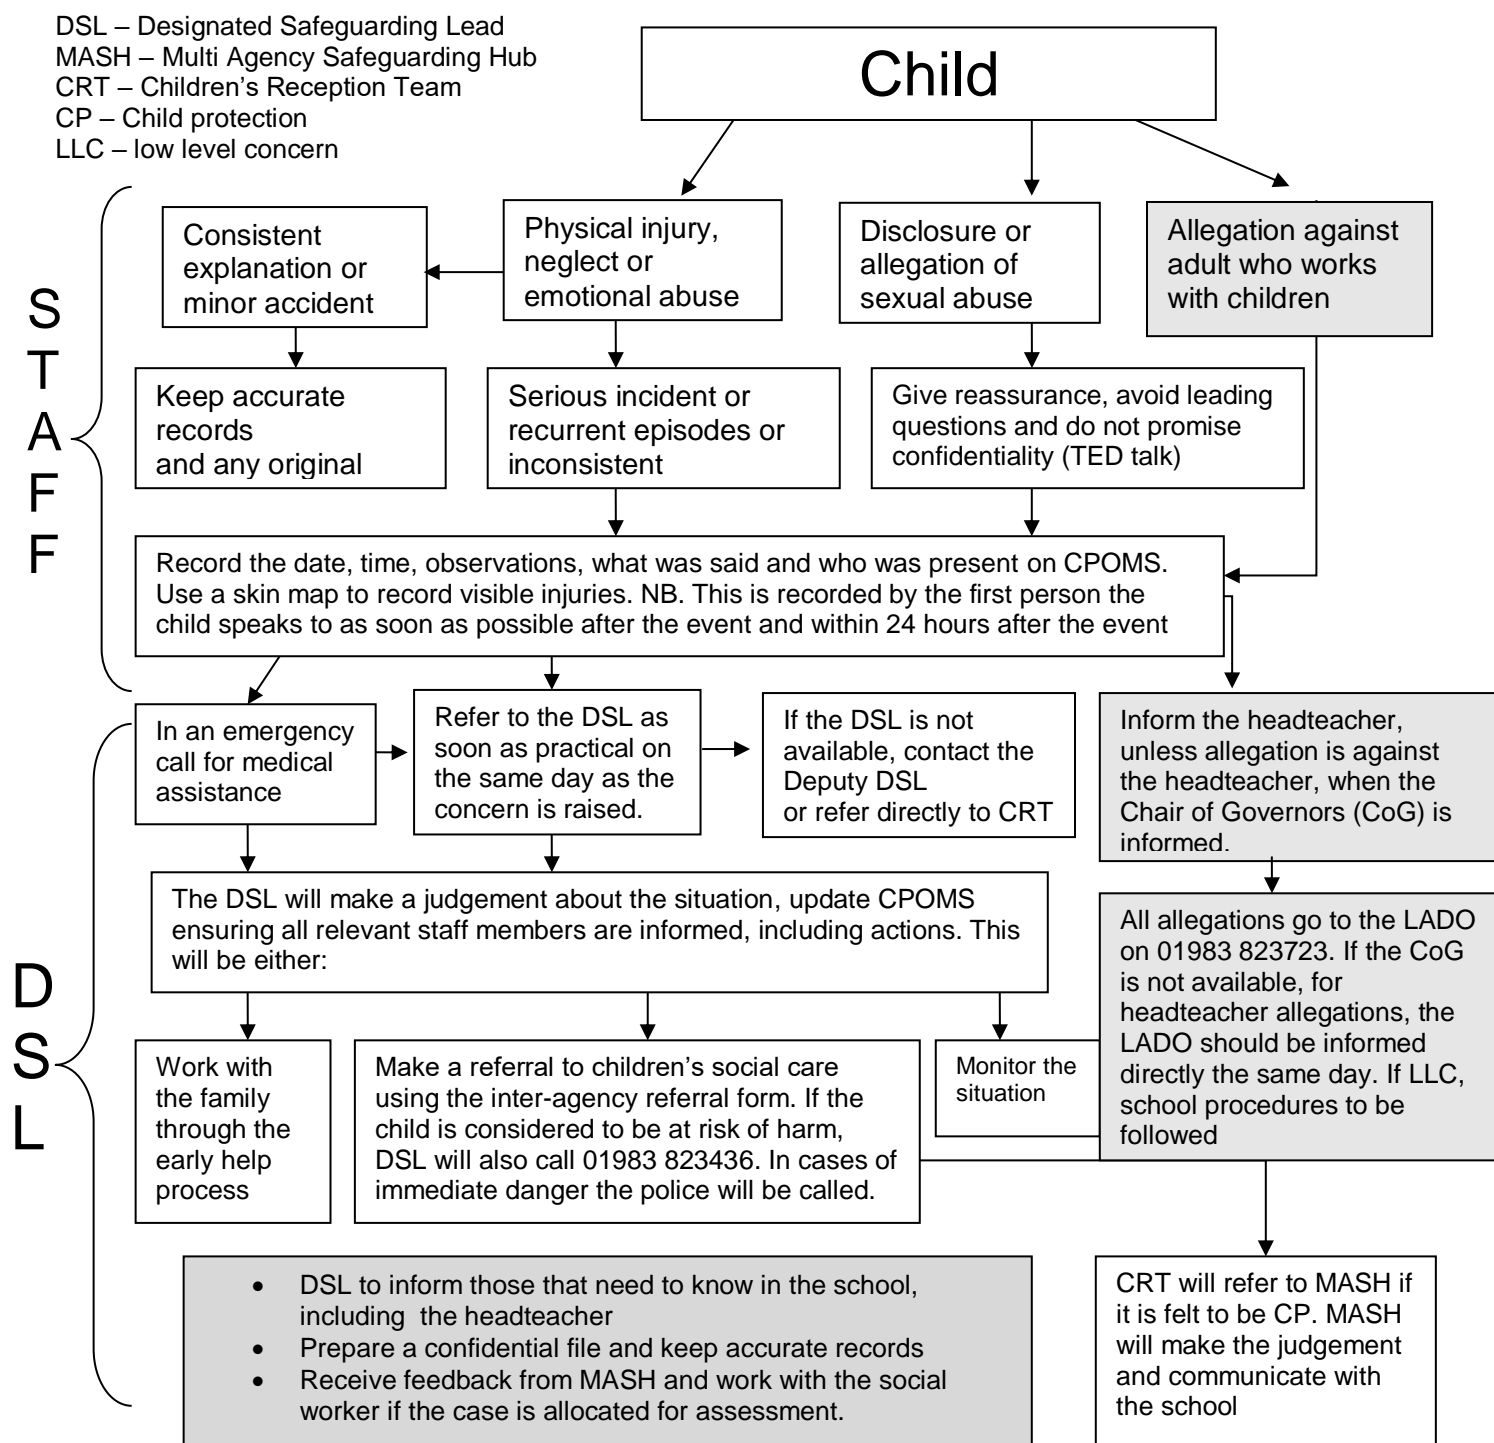 DSL – Designated Safeguarding Lead
MASH – Multi Agency Safeguarding Hub
CRT – Children’s Reception Team
CP – Child protection
LLC – low level concern
Child
STAFF
Consistent
explanation or
minor accident
Physical injury,
neglect or
emotional abuse
Disclosure or
allegation of
sexual abuse
Allegation against
adult who works
with children
Keep accurate
records
and any original
Serious incident or
recurrent episodes or
inconsistent
Give reassurance, avoid leading
questions and do not promise
confidentiality (TED talk)
Record the date, time, observations, what was said and who was present on CPOMS.
Use a skin map to record visible injuries. NB. This is recorded by the first person the
child speaks to as soon as possible after the event and within 24 hours after the event
DSL
In an emergency
call for medical
assistance
Refer to the DSL as
soon as practical on
the same day as the
concern is raised.
If the DSL is not
available, contact the
Deputy DSL
or refer directly to CRT
Inform the headteacher,
unless allegation is against
the headteacher, when the
Chair of Governors (CoG) is
informed.
The DSL will make a judgement about the situation, update CPOMS
ensuring all relevant staff members are informed, including actions. This
will be either:
All allegations go to the LADO
on 01983 823723. If the CoG
is not available, for
headteacher allegations, the
LADO should be informed
directly the same day. If LLC,
school procedures to be
followed
Work with
the family
through the
early help
process
Make a referral to children’s social care
using the inter-agency referral form. If the
child is considered to be at risk of harm,
DSL will also call 01983 823436. In cases of
immediate danger the police will be called.
Monitor the
situation
• DSL to inform those that need to know in the school,
including  the headteacher
• Prepare a confidential file and keep accurate records
• Receive feedback from MASH and work with the social
worker if the case is allocated for assessment.
CRT will refer to MASH if
it is felt to be CP. MASH
will make the judgement
and communicate with
the school